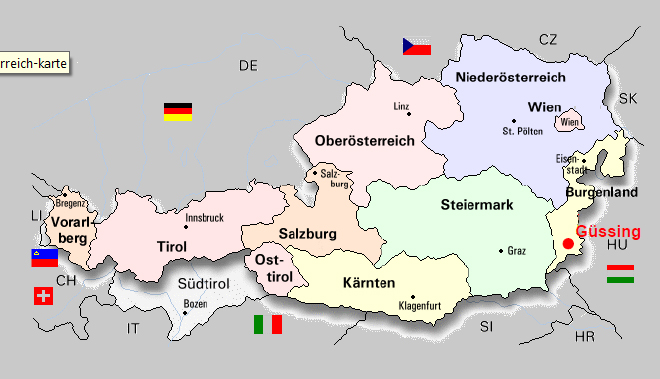 CZ
DE
rreich-karte
Niederösterreich
SK
Linz
Wien
Wien
St. Pölten
Oberösterreich
Eisen-
stadt
Salz-
burg
Burgenland
Bregenz
LI
Vorarl-
berg
Innsbruck
Tirol
Salzburg
Steiermark
Güssing
HU
Graz
Ost-
tirol
CH
Südtirol
Kärnten
Bozen
Klagenfurt
IT
SI
HR